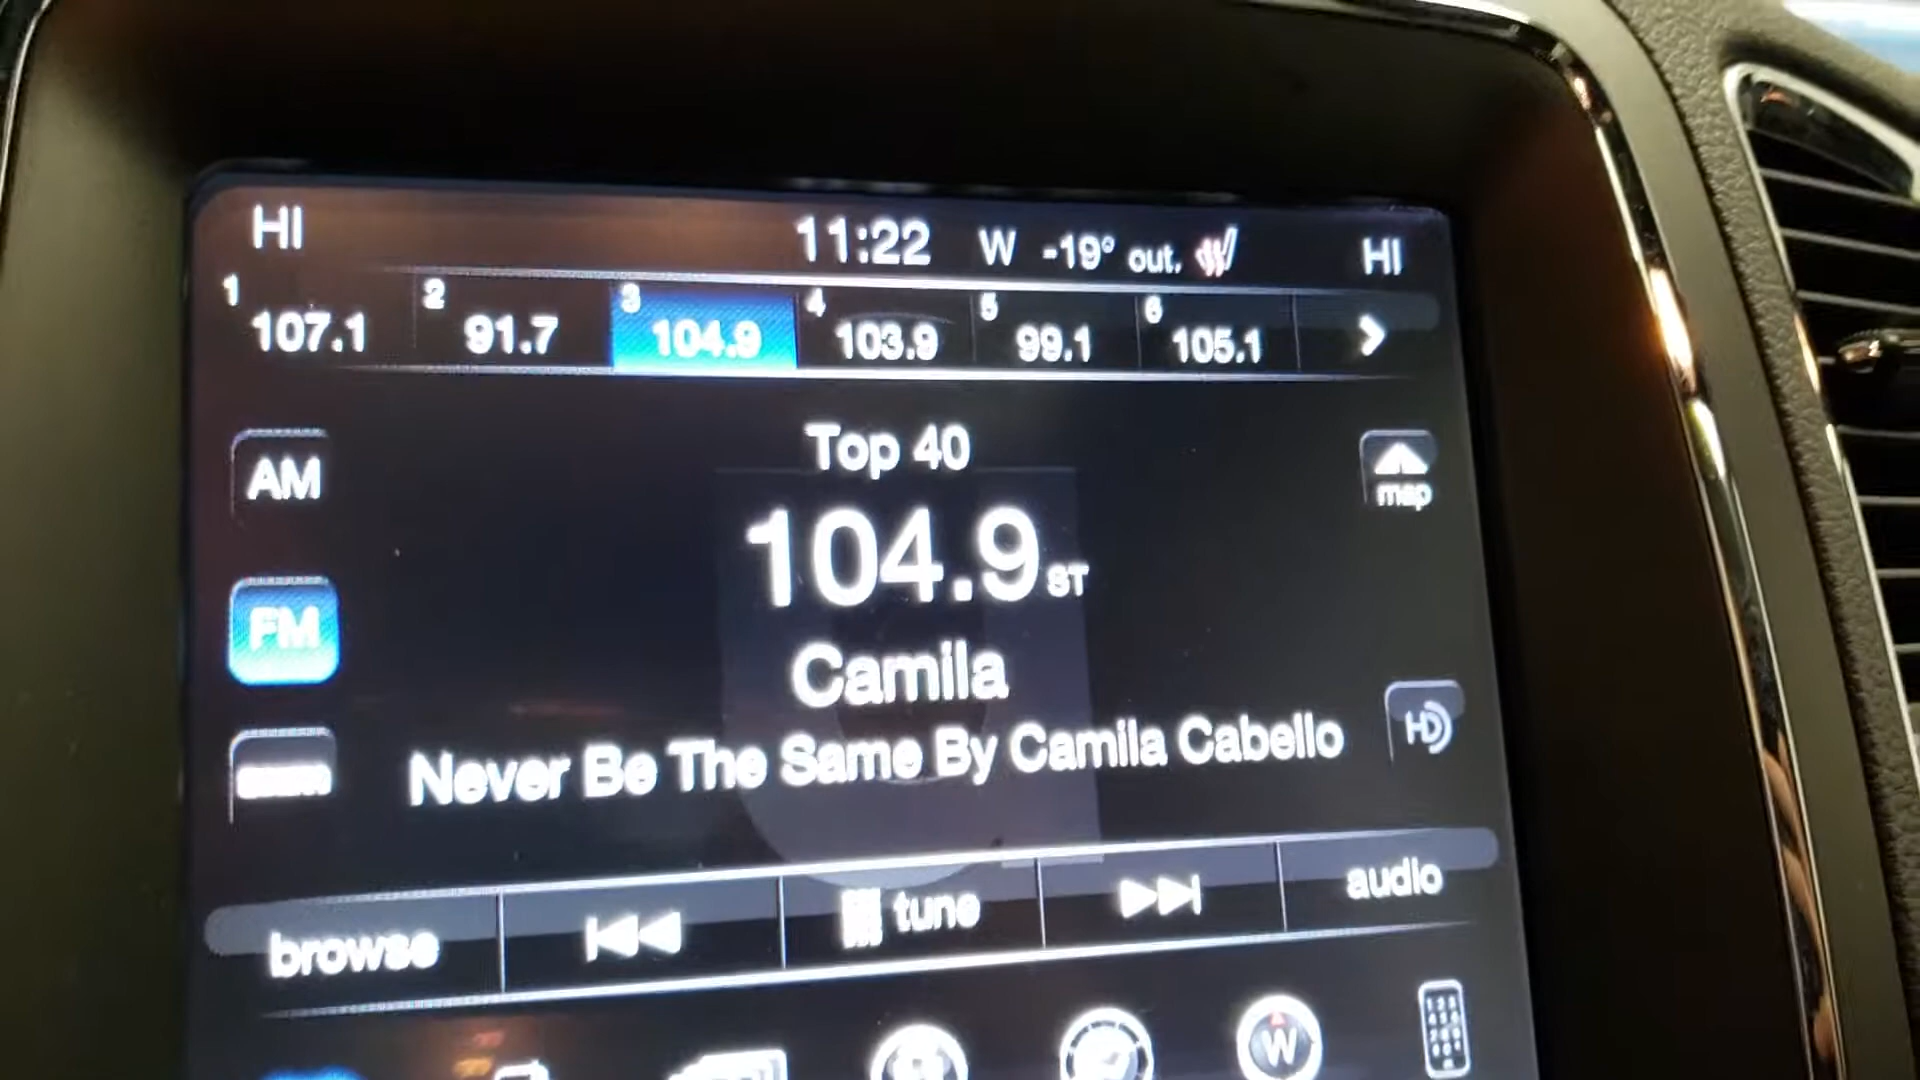 HI 11:22 W -19° out. HI
1 107.1 2 91.7 3 104.9 4 103.9 5 99.1 6 105.1
AM
Top 40
map
104.9 ST
FM
Camila
HD
Never Be The Same By Camila Cabello
browse tune audio
W